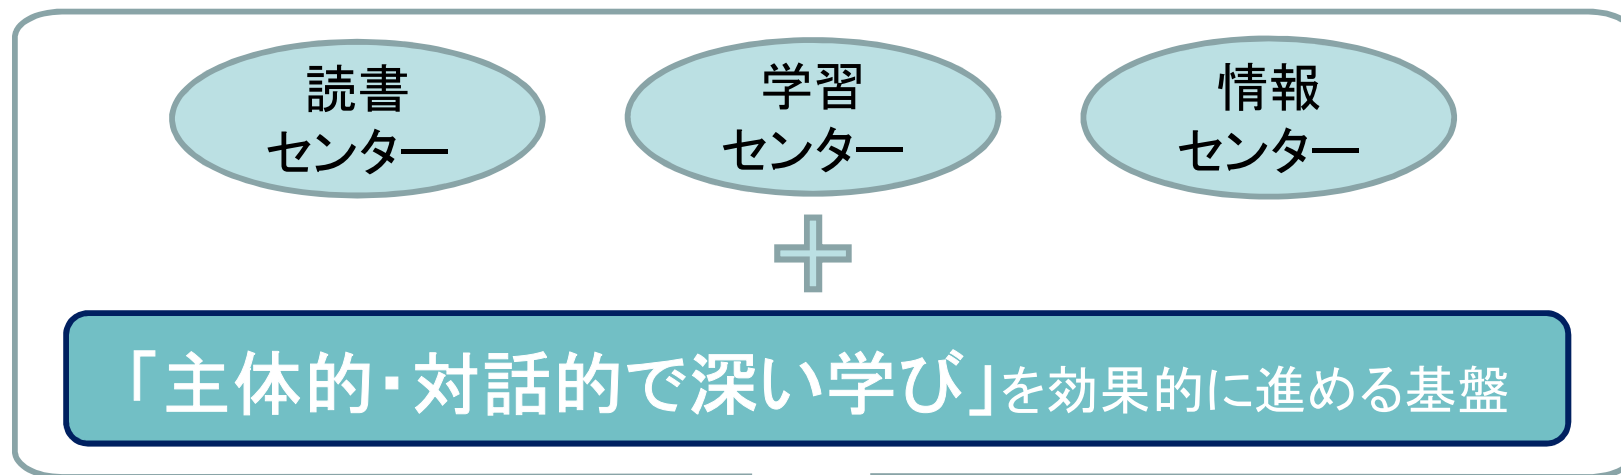 読書
センター
学習
センター
情報
センター
「主体的・対話的で深い学び」を効果的に進める基盤